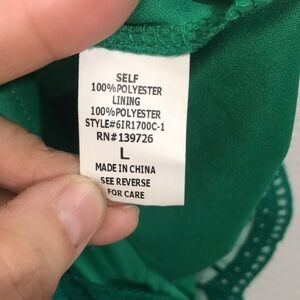 SELF
100%POLYESTER
LINING
100%POLYESTER
STYLE#6IR1700C-1
RN#139726
L
MADE IN CHINA
SEE REVERSE
FOR CARE